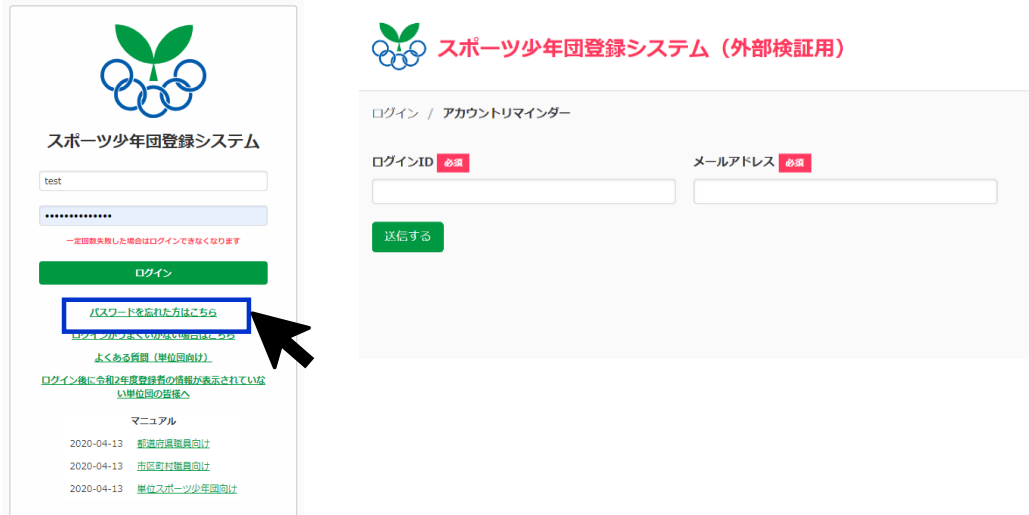 スポーツ少年団登録システム
test
••••••••••••••
一定回数失敗した場合はログインできなくなります
ログイン
パスワードを忘れた方はこちら
ログインがうまくいかない場合はこちら
よくある質問（単位団向け）
ログイン後に令和2年度登録者の情報が表示されていな
い単位団の皆様へ
マニュアル
2020-04-13 都道府県職員向け
2020-04-13 市区町村職員向け
2020-04-13 単位スポーツ少年団向け
スポーツ少年団登録システム（外部検証用）
ログイン / アカウントリマインダー
ログインID 必須
メールアドレス 必須
送信する